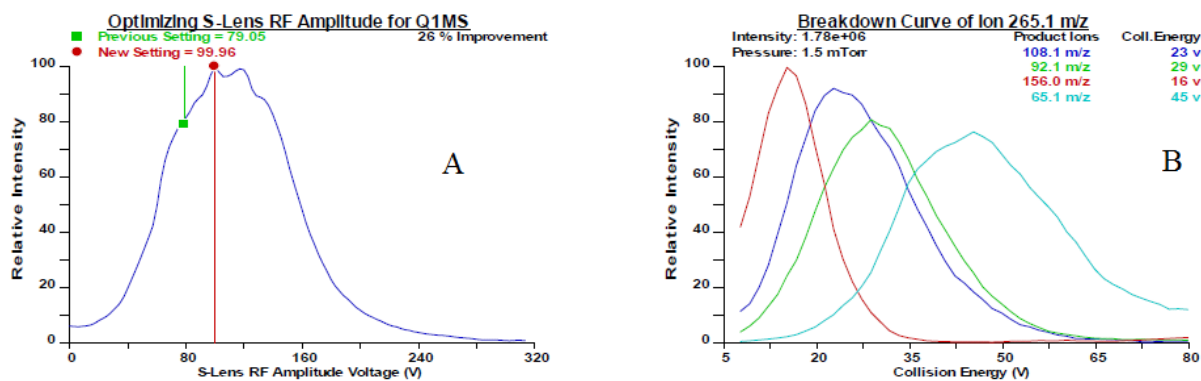 Optimizing S-Lens RF Amplitude for Q1MS
Previous Setting = 79.05
26 % Improvement
New Setting = 99.96
100
80
60
40
20
0
Relative Intensity
A
0
80
160
240
320
S-Lens RF Amplitude Voltage (V)
Breakdown Curve of Ion 265.1 m/z
Intensity: 1.78e+06
Pressure: 1.5 mTorr
Product Ions Coll.Energy
108.1 m/z 23 v
92.1 m/z 29 v
156.0 m/z 16 v
65.1 m/z 45 v
100
80
60
40
20
0
Relative Intensity
B
5
20
35
50
65
80
Collision Energy (V)